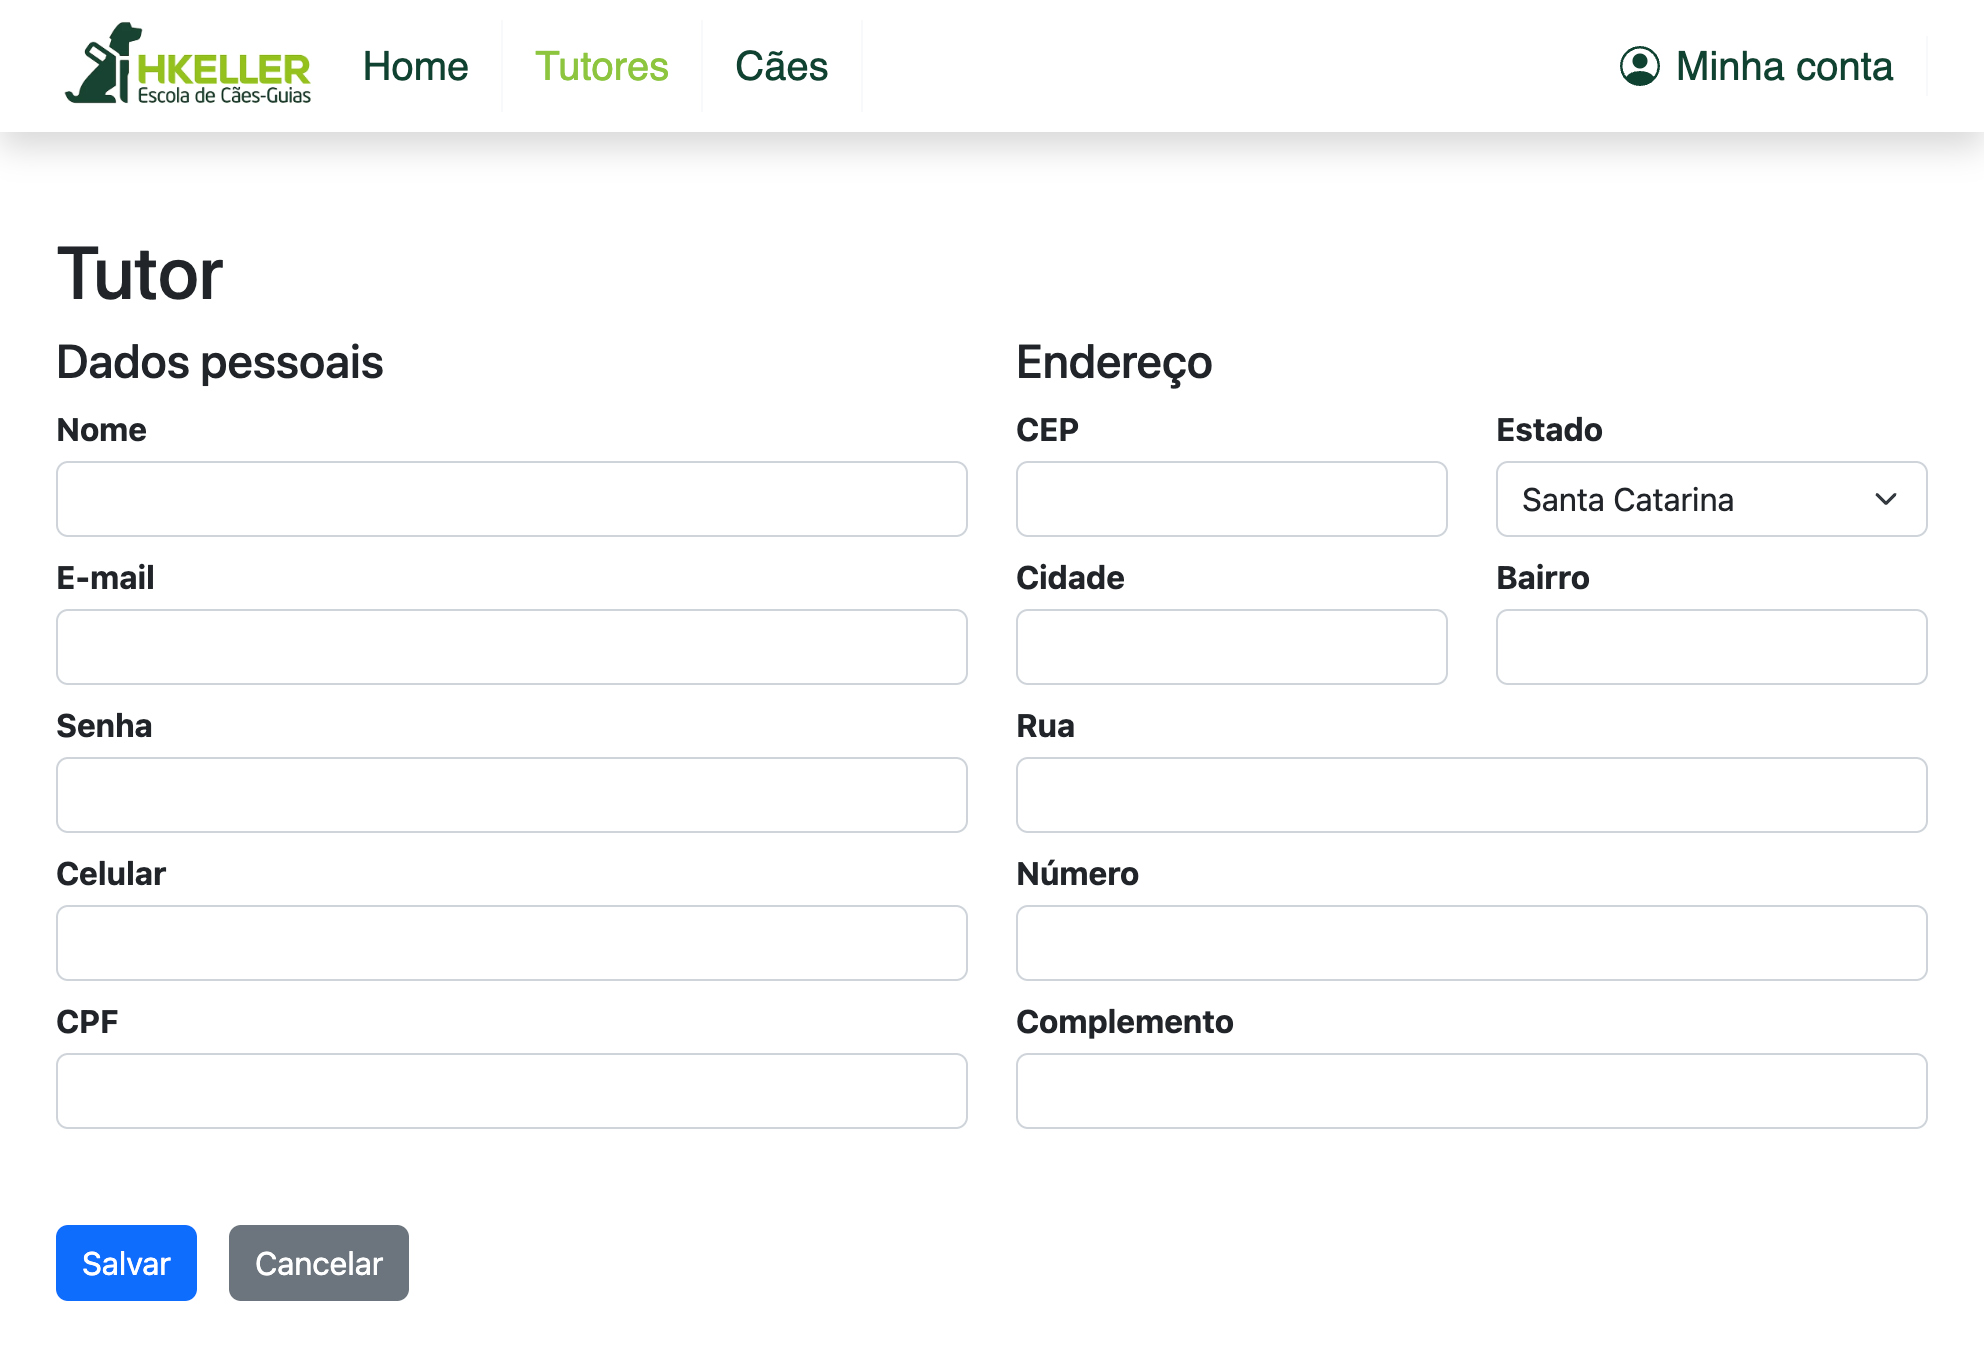 HKELLER
Escola de Cães-Guias
Home
Tutores
Cães
Minha conta
Tutor
Dados pessoais
Nome
E-mail
Senha
Celular
CPF
Endereço
CEP
Estado
Santa Catarina
Cidade
Bairro
Rua
Número
Complemento
Salvar
Cancelar